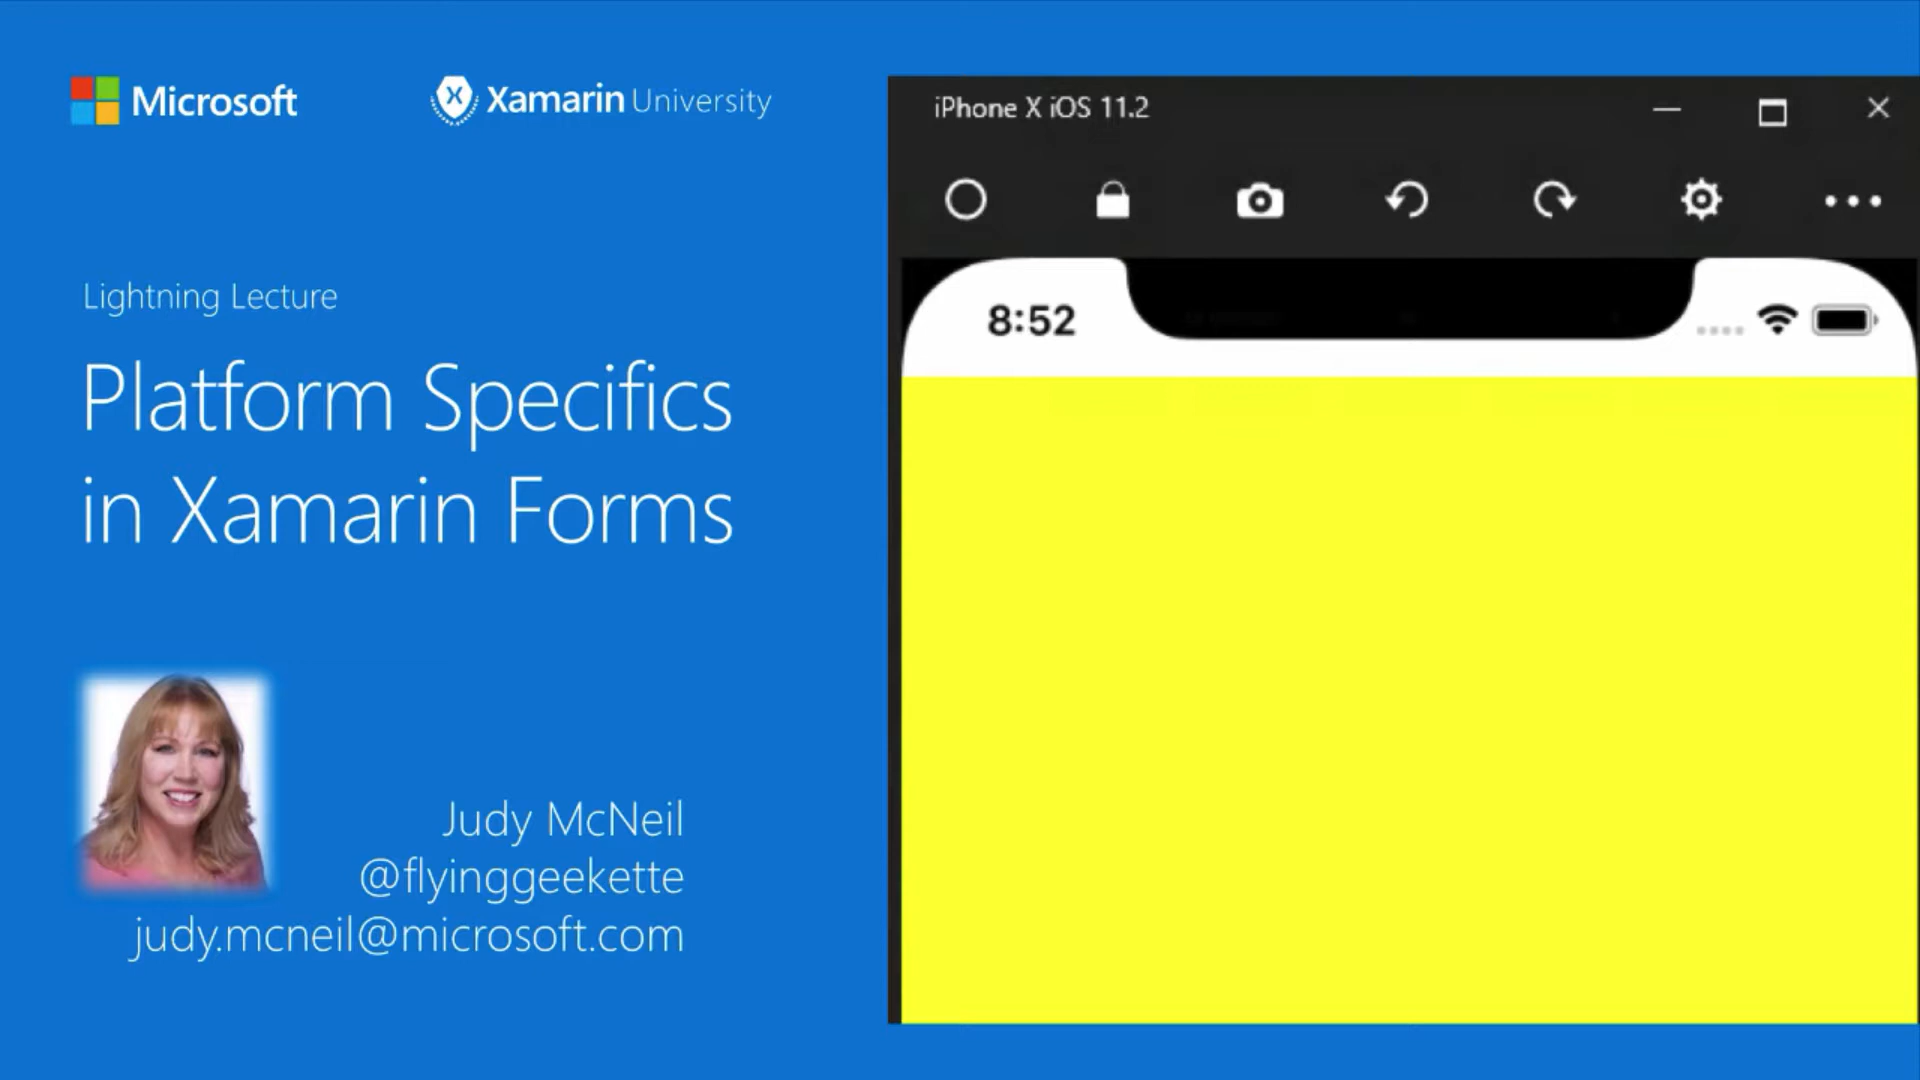 Microsoft
Xamarin University
Lightning Lecture
Platform Specifics
in Xamarin Forms
Judy McNeil
@flyinggeekette
judy.mcneil@microsoft.com
iPhone X iOS 11.2
8:52